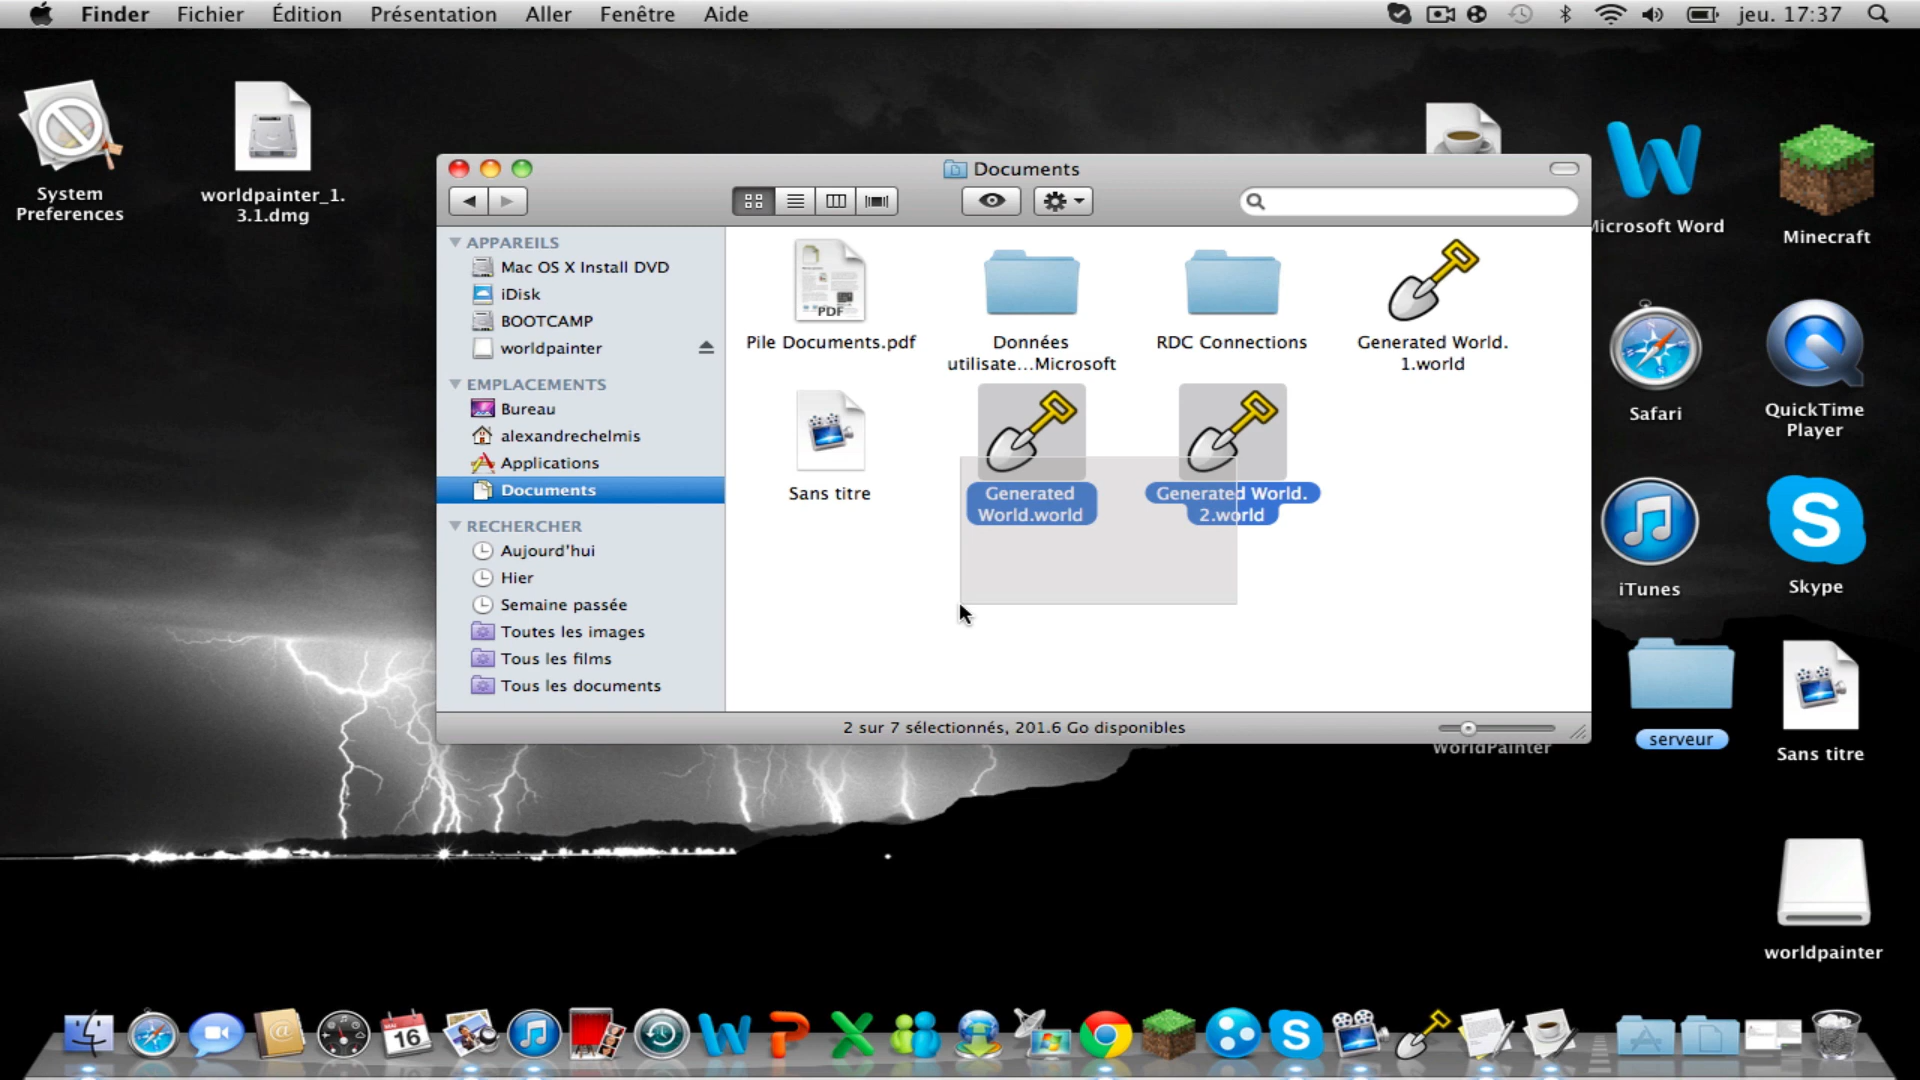 Finder Fichier Édition Présentation Aller Fenêtre Aide
jeu. 17:37
System
Preferences
worldpainter_1.
3.1.dmg
Documents
APPAREILS
Mac OS X Install DVD
iDisk
BOOTCAMP
worldpainter
EMPLACEMENTS
Bureau
alexandrechelmis
Applications
Documents
RECHERCHER
Aujourd'hui
Hier
Semaine passée
Toutes les images
Tous les films
Tous les documents
PDF
Pile Documents.pdf
Données
utilisate...Microsoft
RDC Connections
Generated World.
1.world
Sans titre
Generated
World.world
Generated World.
2.world
2 sur 7 sélectionnés, 201.6 Go disponibles
Microsoft Word
Minecraft
Safari
QuickTime
Player
iTunes
Skype
serveur
Sans titre
WorldPainter
worldpainter
MAI
16